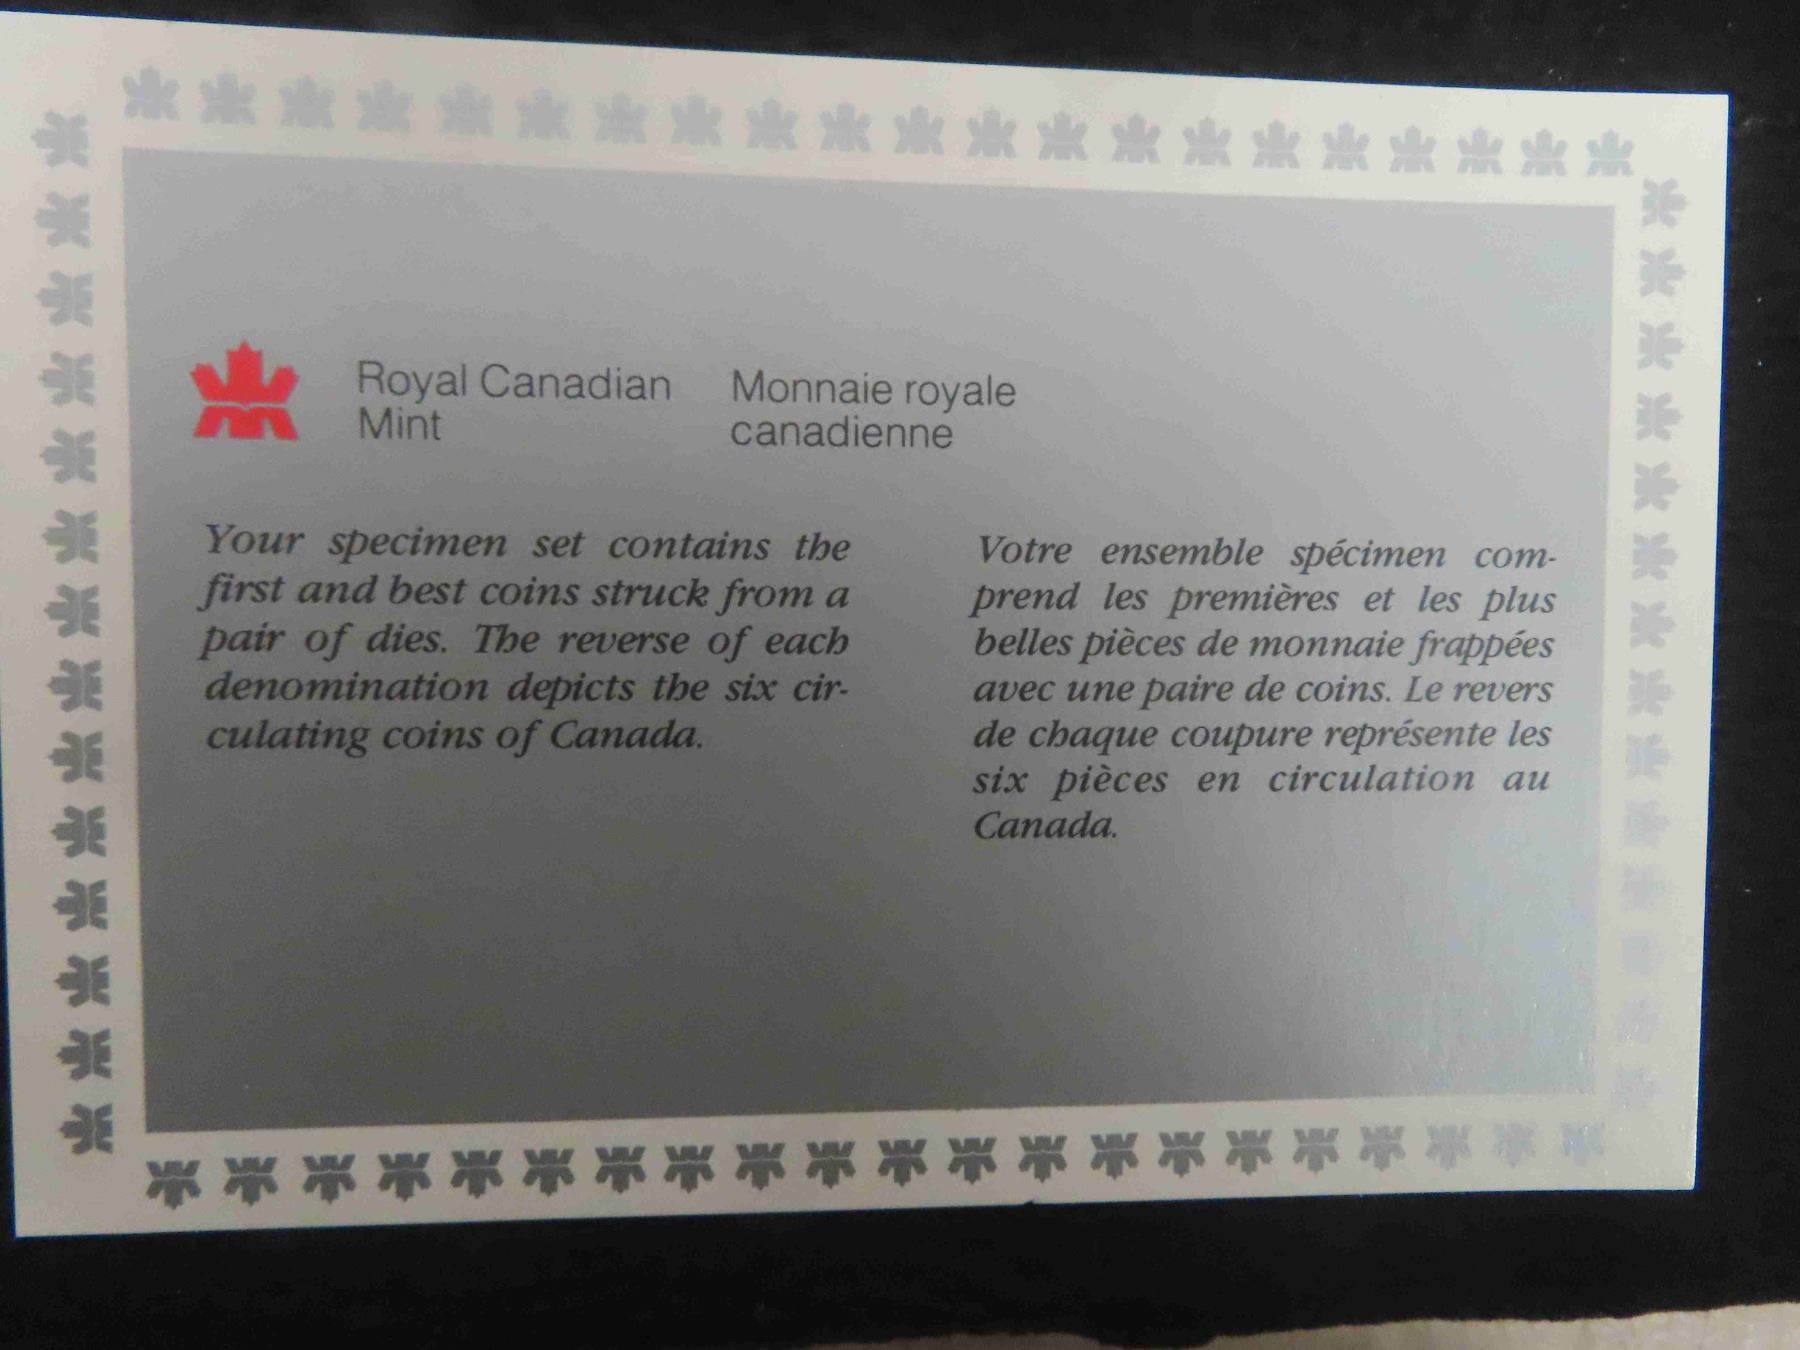 Royal Canadian
Mint
Monnaie royale
canadienne
Your specimen set contains the
first and best coins struck from a
pair of dies. The reverse of each
denomination depicts the six cir-
culating coins of Canada.
Votre ensemble spécimen com-
prend les premières et les plus
belles pièces de monnaie frappées
avec une paire de coins. Le revers
de chaque coupure représente les
six pièces en circulation au
Canada.